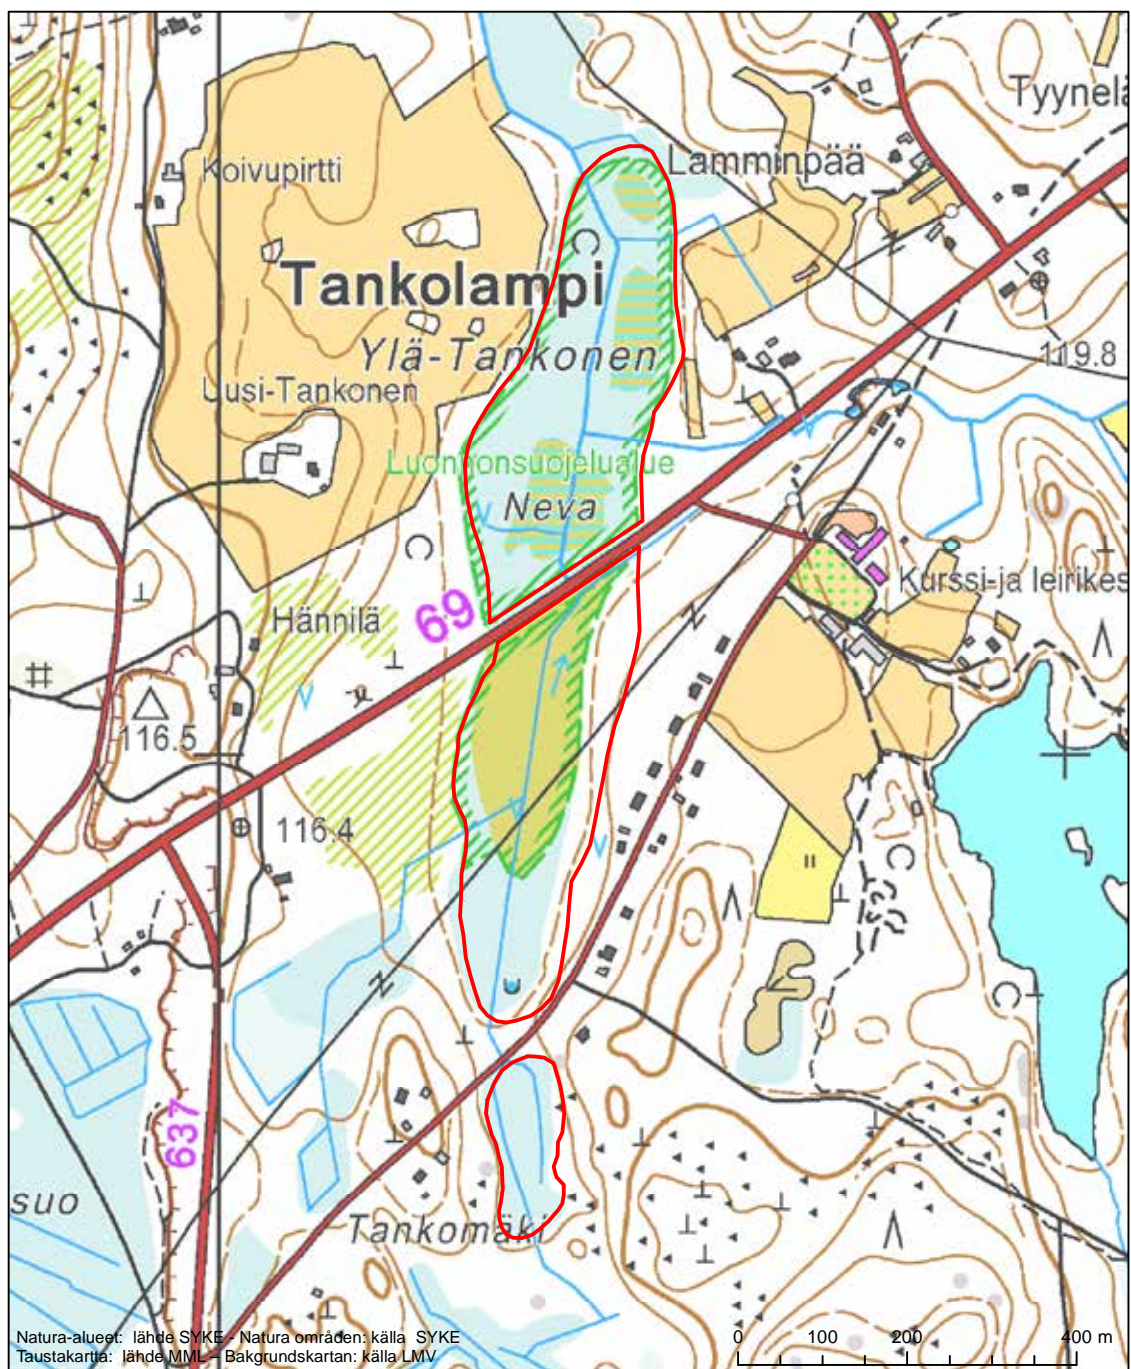 Tyynelä
Lamminpää
Koivupirtti
Tankolampi
Ylä-Tankonen
119.8
Uusi-Tankonen
Luonnonsuojelualue
Neva
Kurssi-ja leirikes
69
Hännilä
116.5
116.4
637
suo
Tankomäki
Natura-alueet: lähde SYKE - Natura områden: källa SYKE
Taustakartta: lähde MML - Bakgrundskartan: källa LMV
0 100 200 400 m